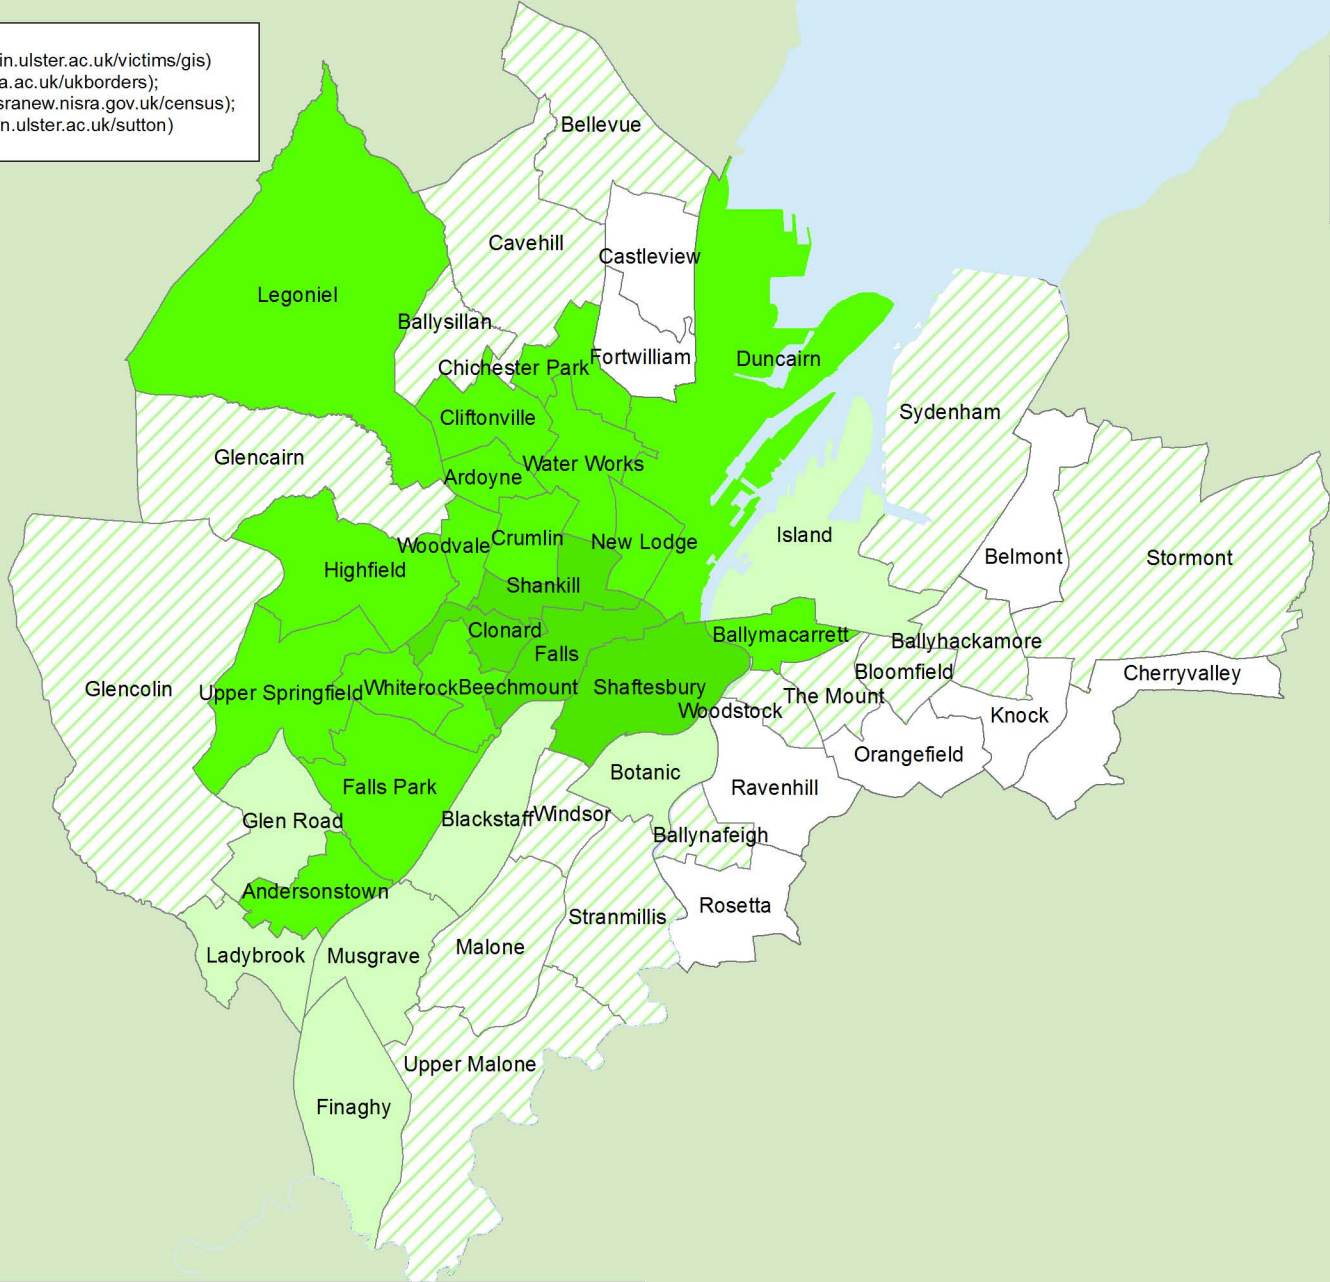 in.ulster.ac.uk/victims/gis)
a.ac.uk/ukborders);
sranew.nisra.gov.uk/census);
n.ulster.ac.uk/sutton)
Bellevue
Cavehill
Castleview
Legoniel
Ballysillan
Fortwilliam
Duncairn
Chichester Park
Sydenham
Cliftonville
Glencairn
Water Works
Ardoyne
Island
Crumlin
New Lodge
Woodvale
Belmont
Stormont
Highfield
Shankill
Clonard
Ballymacarrett
Ballyhackamore
Falls
Bloomfield
Cherryvalley
Glencolin
Upper Springfield
Whiterock
Beechmount
Shaftesbury
The Mount
Woodstock
Knock
Orangefield
Botanic
Falls Park
Ravenhill
Windsor
Blackstaff
Glen Road
Ballynafeigh
Andersonstown
Rosetta
Stranmillis
Malone
Ladybrook
Musgrave
Upper Malone
Finaghy